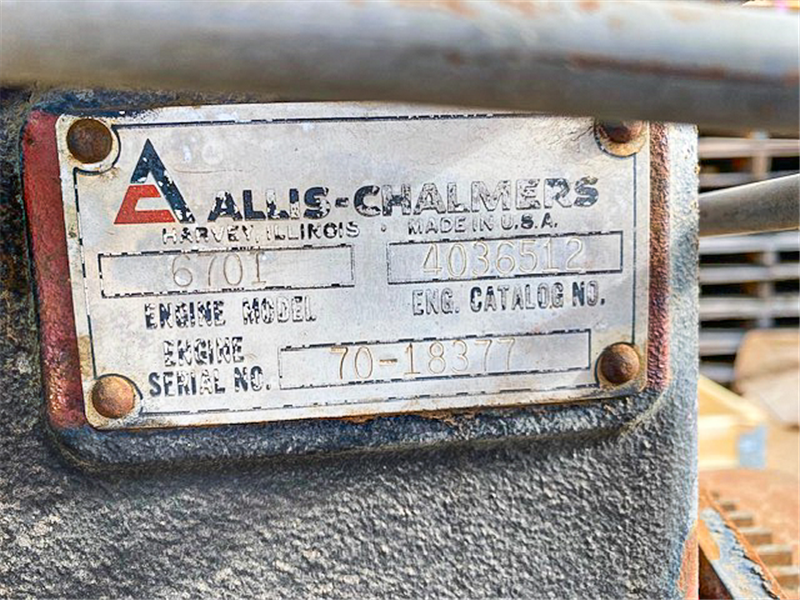 ALLIS-CHALMERS
HARVEY, ILLINOIS • MADE IN U.S.A.
670I 4036512
ENGINE MODEL ENG. CATALOG NO.
ENGINE
SERIAL NO. 70-18377